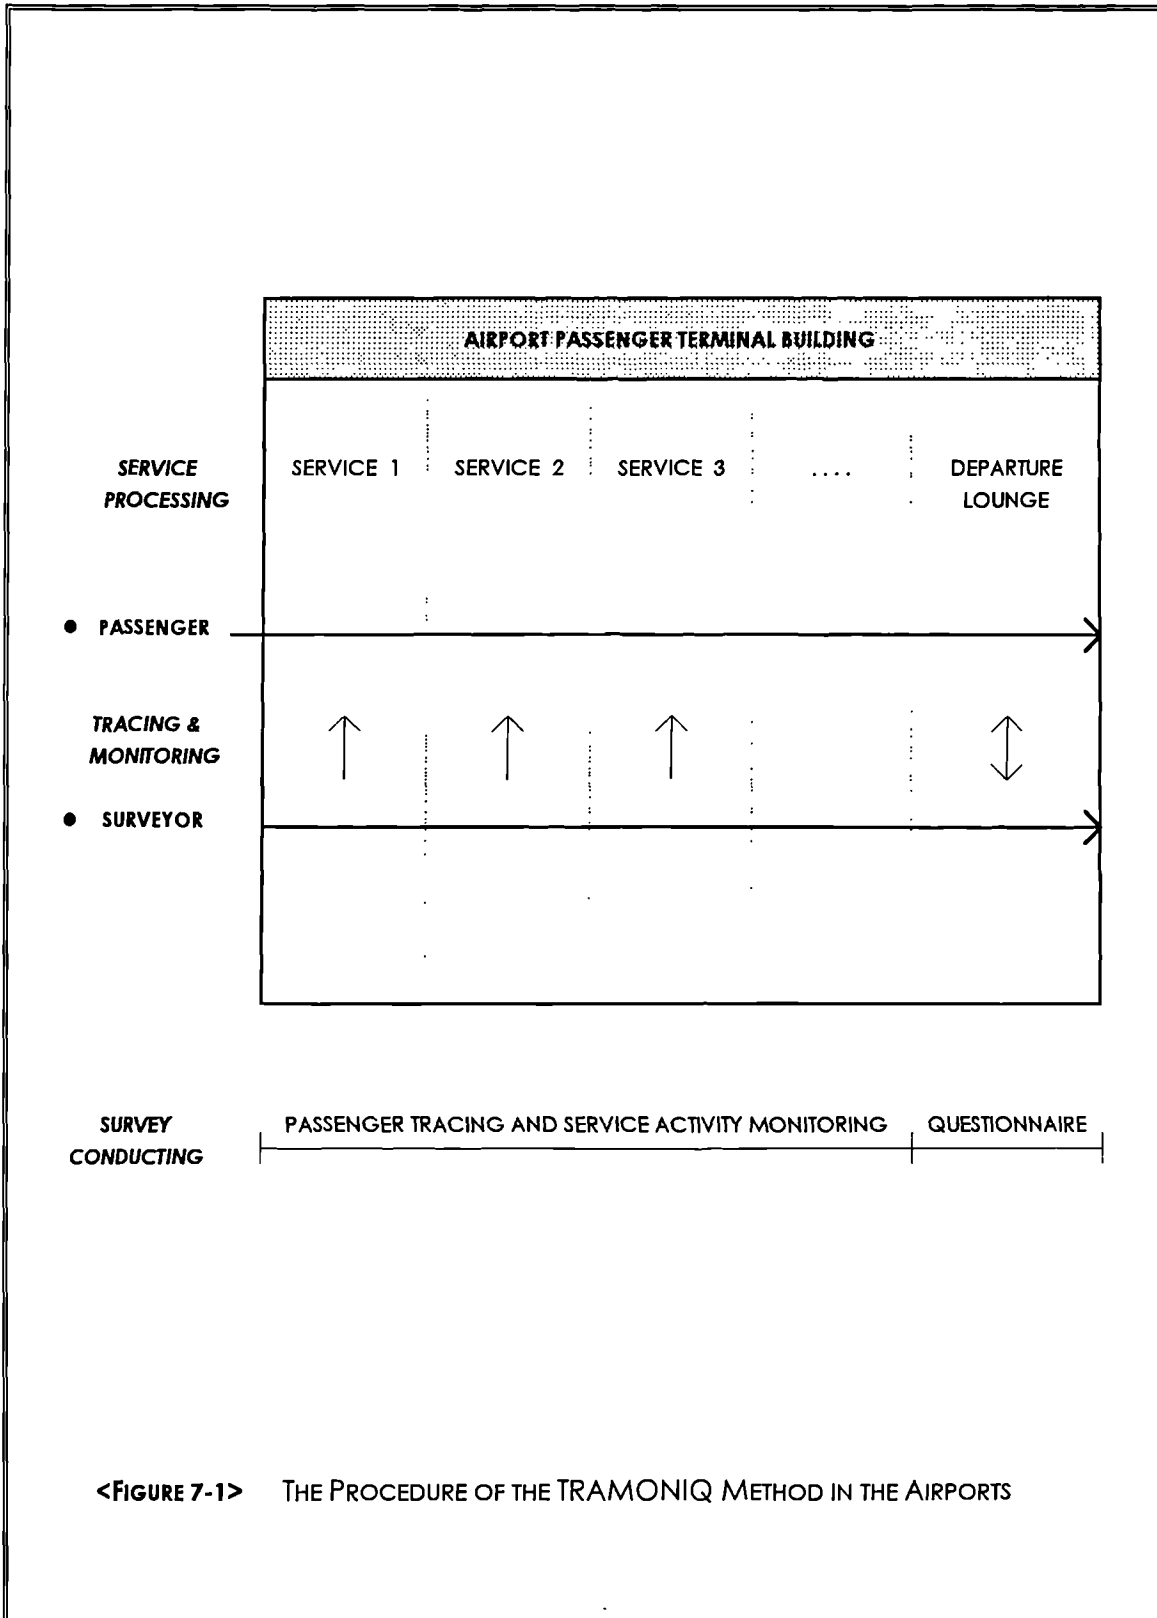 AIRPORT PASSENGER TERMINAL BUILDING
SERVICE
PROCESSING
SERVICE 1
SERVICE 2
SERVICE 3
....
DEPARTURE
LOUNGE
● PASSENGER
TRACING &
MONITORING
● SURVEYOR
SURVEY
CONDUCTING
PASSENGER TRACING AND SERVICE ACTIVITY MONITORING
QUESTIONNAIRE
<FIGURE 7-1> THE PROCEDURE OF THE TRAMONIQ METHOD IN THE AIRPORTS